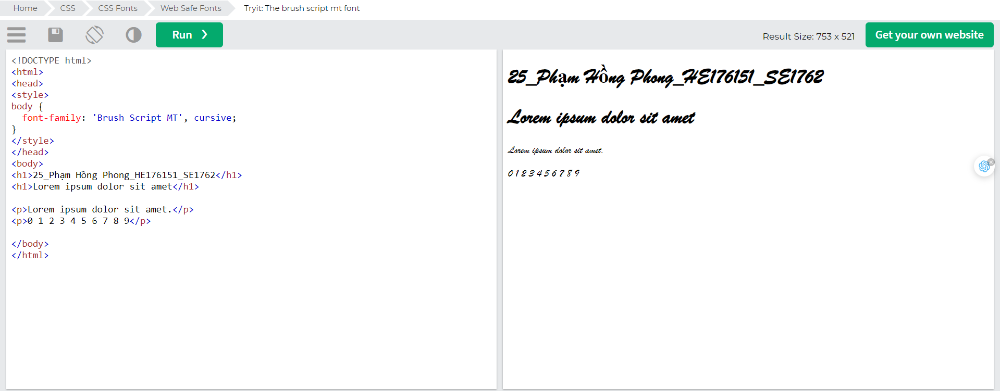 Home CSS CSS Fonts Web Safe Fonts Tryit: The brush script mt font
Run ❯ Result Size: 753 x 521 Get your own website
<!DOCTYPE html>
<html>
<head>
<style>
body {
  font-family: 'Brush Script MT', cursive;
}
</style>
</head>
<body>
<h1>25_Phạm Hồng Phong_HE176151_SE1762</h1>
<h1>Lorem ipsum dolor sit amet</h1>
<p>Lorem ipsum dolor sit amet.</p>
<p>0 1 2 3 4 5 6 7 8 9</p>
</body>
</html>
25_Phạm Hồng Phong_HE176151_SE1762
Lorem ipsum dolor sit amet
Lorem ipsum dolor sit amet.
0 1 2 3 4 5 6 7 8 9